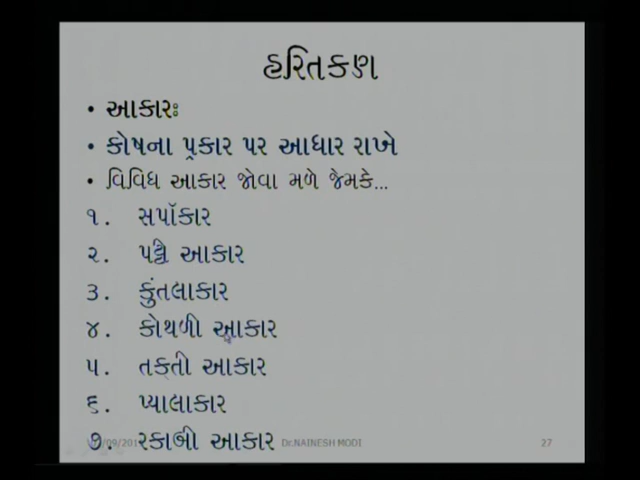 હરિતકણ
• આકારઃ
• કોષના પ્રકાર પર આધાર રાખે
• વિવિધ આકાર જોવા મળે જેમકે...
૧. સર્પાકાર
૨. પટ્ટી આકાર
૩. કુંતલાકાર
૪. કોથળી આકાર
૫. તક્તી આકાર
૬. પ્યાલાકાર
૭. રકાબી આકાર
Dr.NAINESH MODI
27